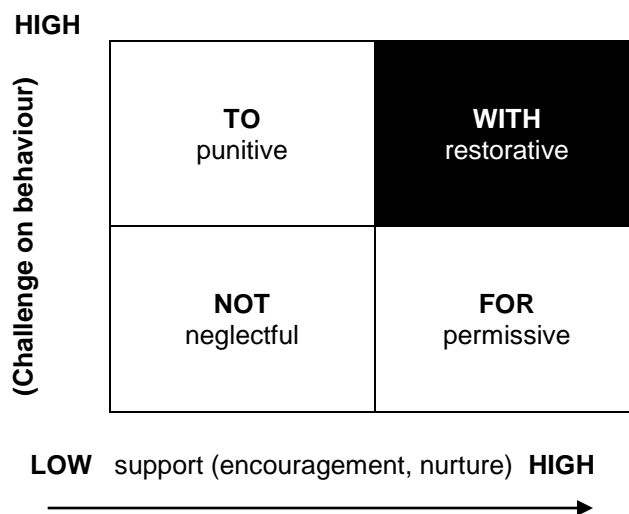 HIGH
(Challenge on behaviour)
TO
punitive
WITH
restorative
NOT
neglectful
FOR
permissive
LOW support (encouragement, nurture) HIGH